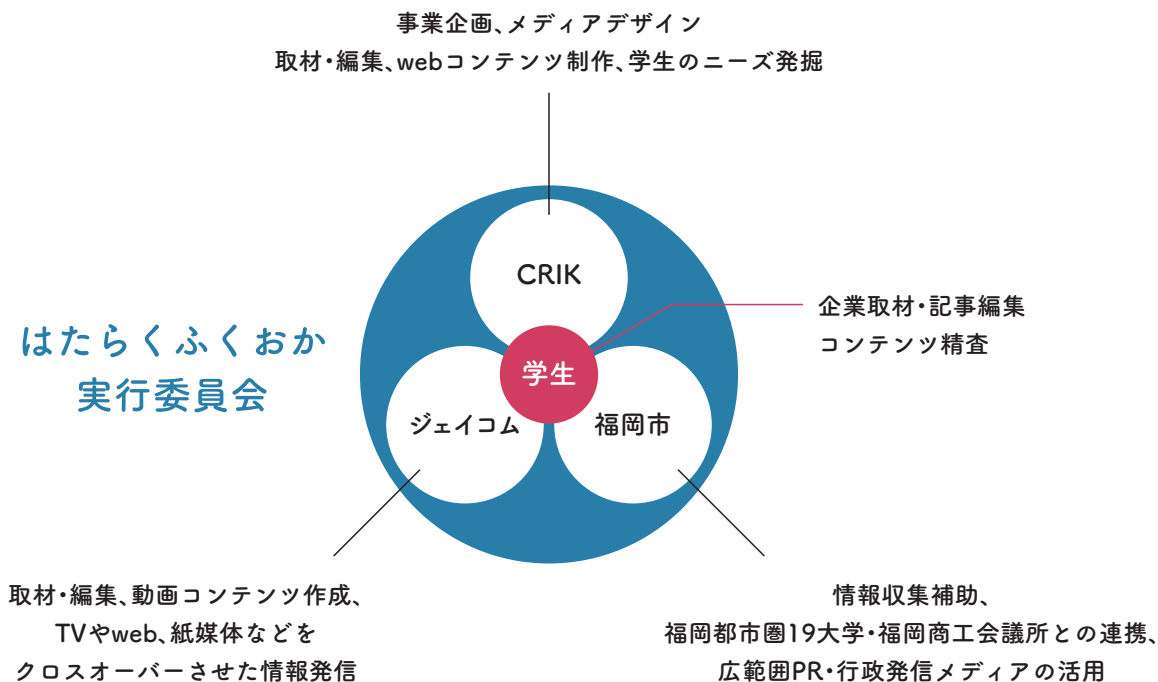 事業企画、メディアデザイン
取材・編集、webコンテンツ制作、学生のニーズ発掘
CRIK
企業取材・記事編集
コンテンツ精査
はたらくふくおか
実行委員会
学生
ジェイコム
福岡市
取材・編集、動画コンテンツ作成、
TVやweb、紙媒体などを
クロスオーバーさせた情報発信
情報収集補助、
福岡都市圏19大学・福岡商工会議所との連携、
広範囲PR・行政発信メディアの活用